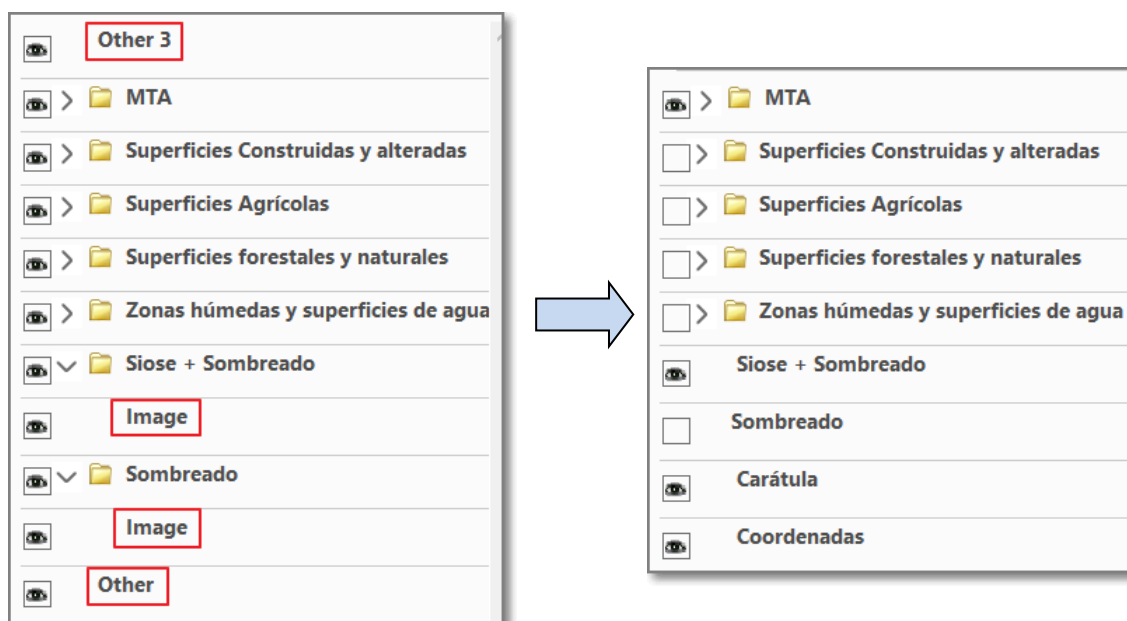 Other 3
MTA
Superficies Construidas y alteradas
Superficies Agrícolas
Superficies forestales y naturales
Zonas húmedas y superficies de agua
Siose + Sombreado
Image
Sombreado
Image
Other
MTA
Superficies Construidas y alteradas
Superficies Agrícolas
Superficies forestales y naturales
Zonas húmedas y superficies de agua
Siose + Sombreado
Sombreado
Carátula
Coordenadas